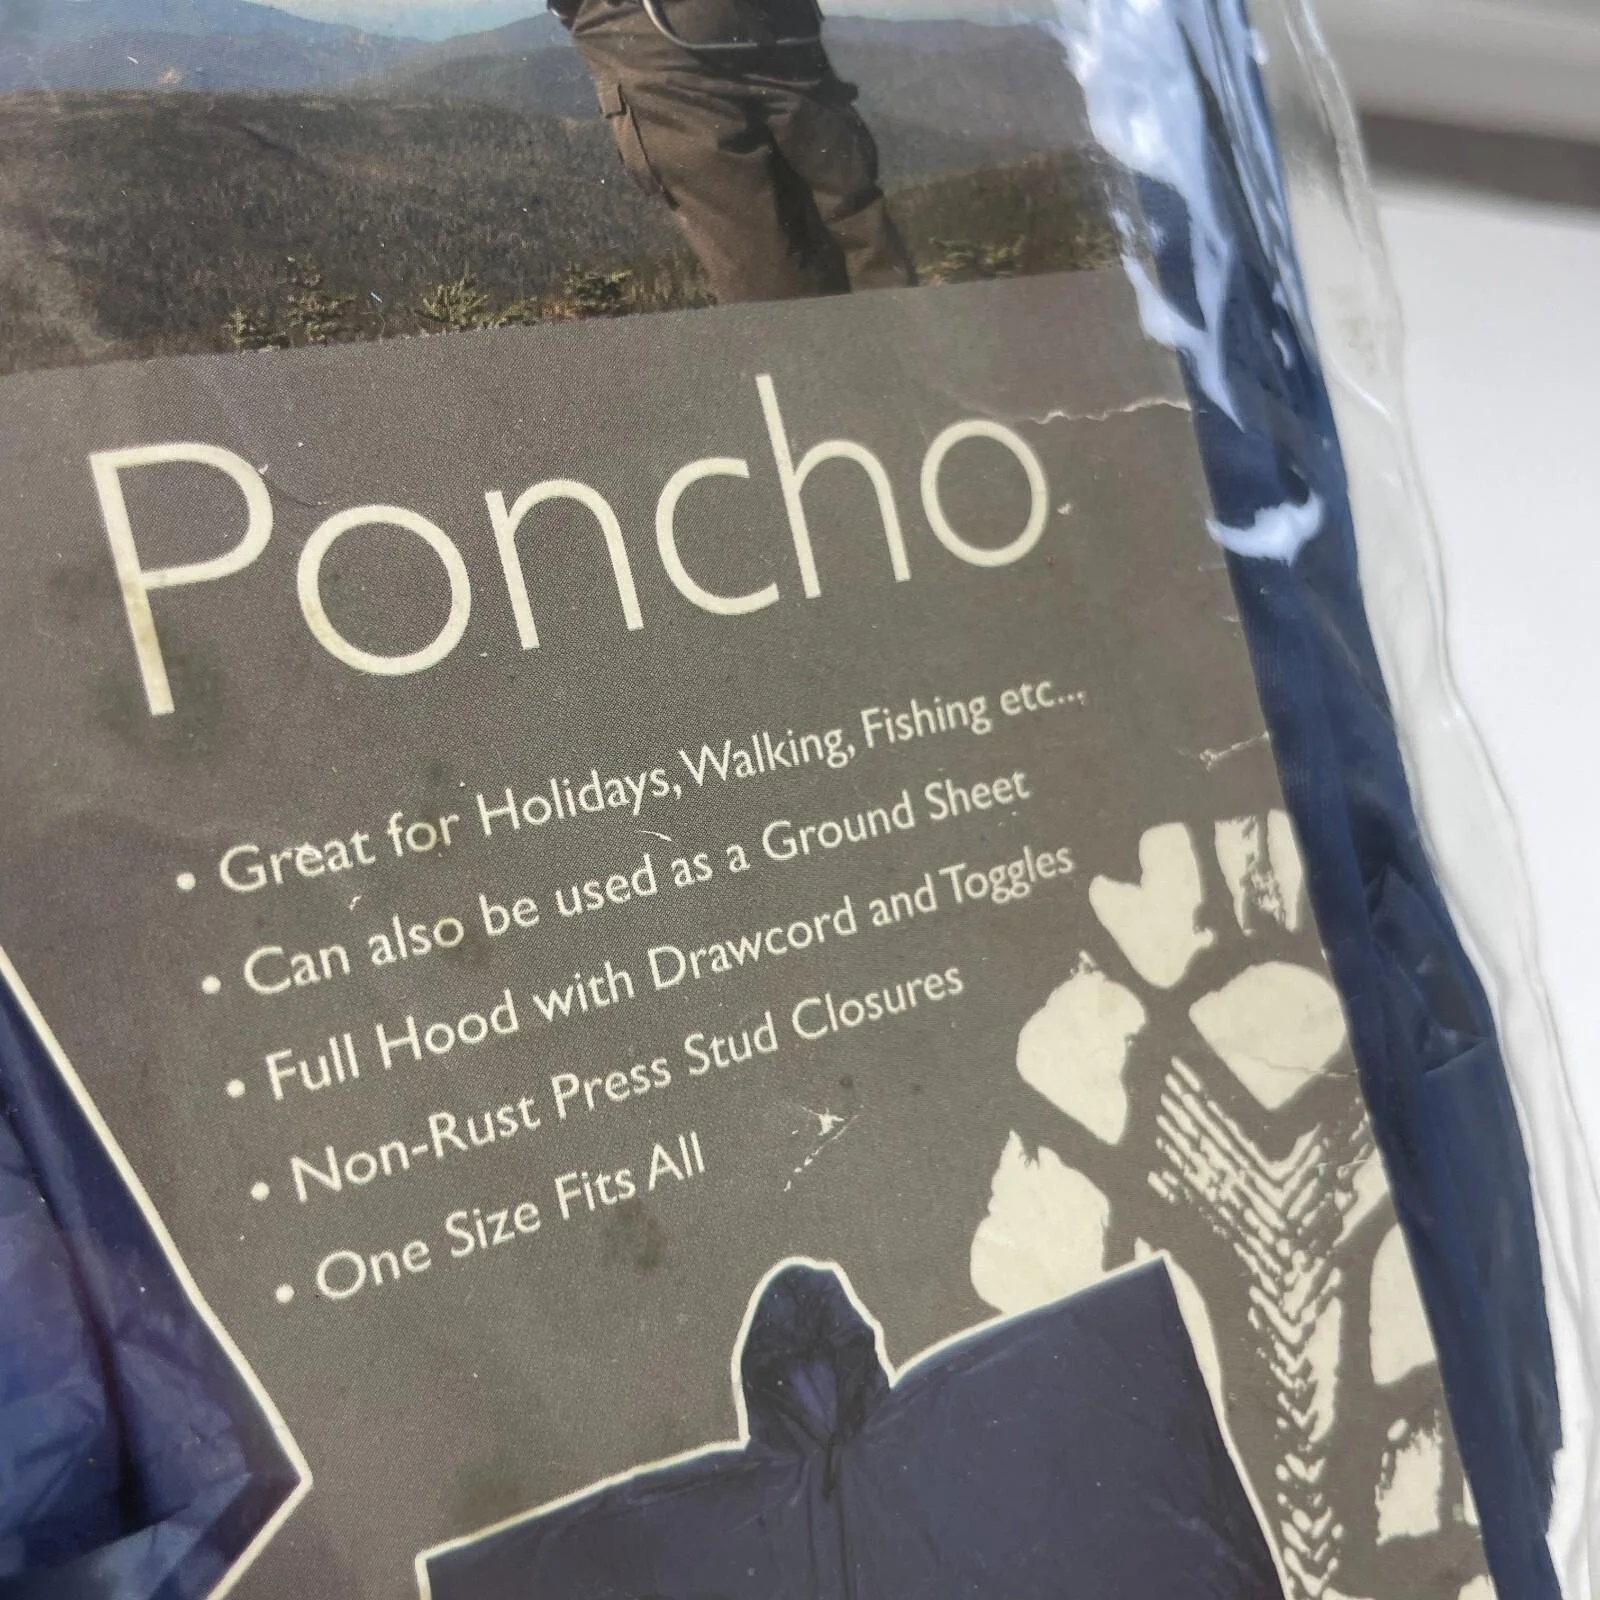 Poncho
• Great for Holidays, Walking, Fishing etc...
• Can also be used as a Ground Sheet
• Full Hood with Drawcord and Toggles
• Non-Rust Press Stud Closures
• One Size Fits All